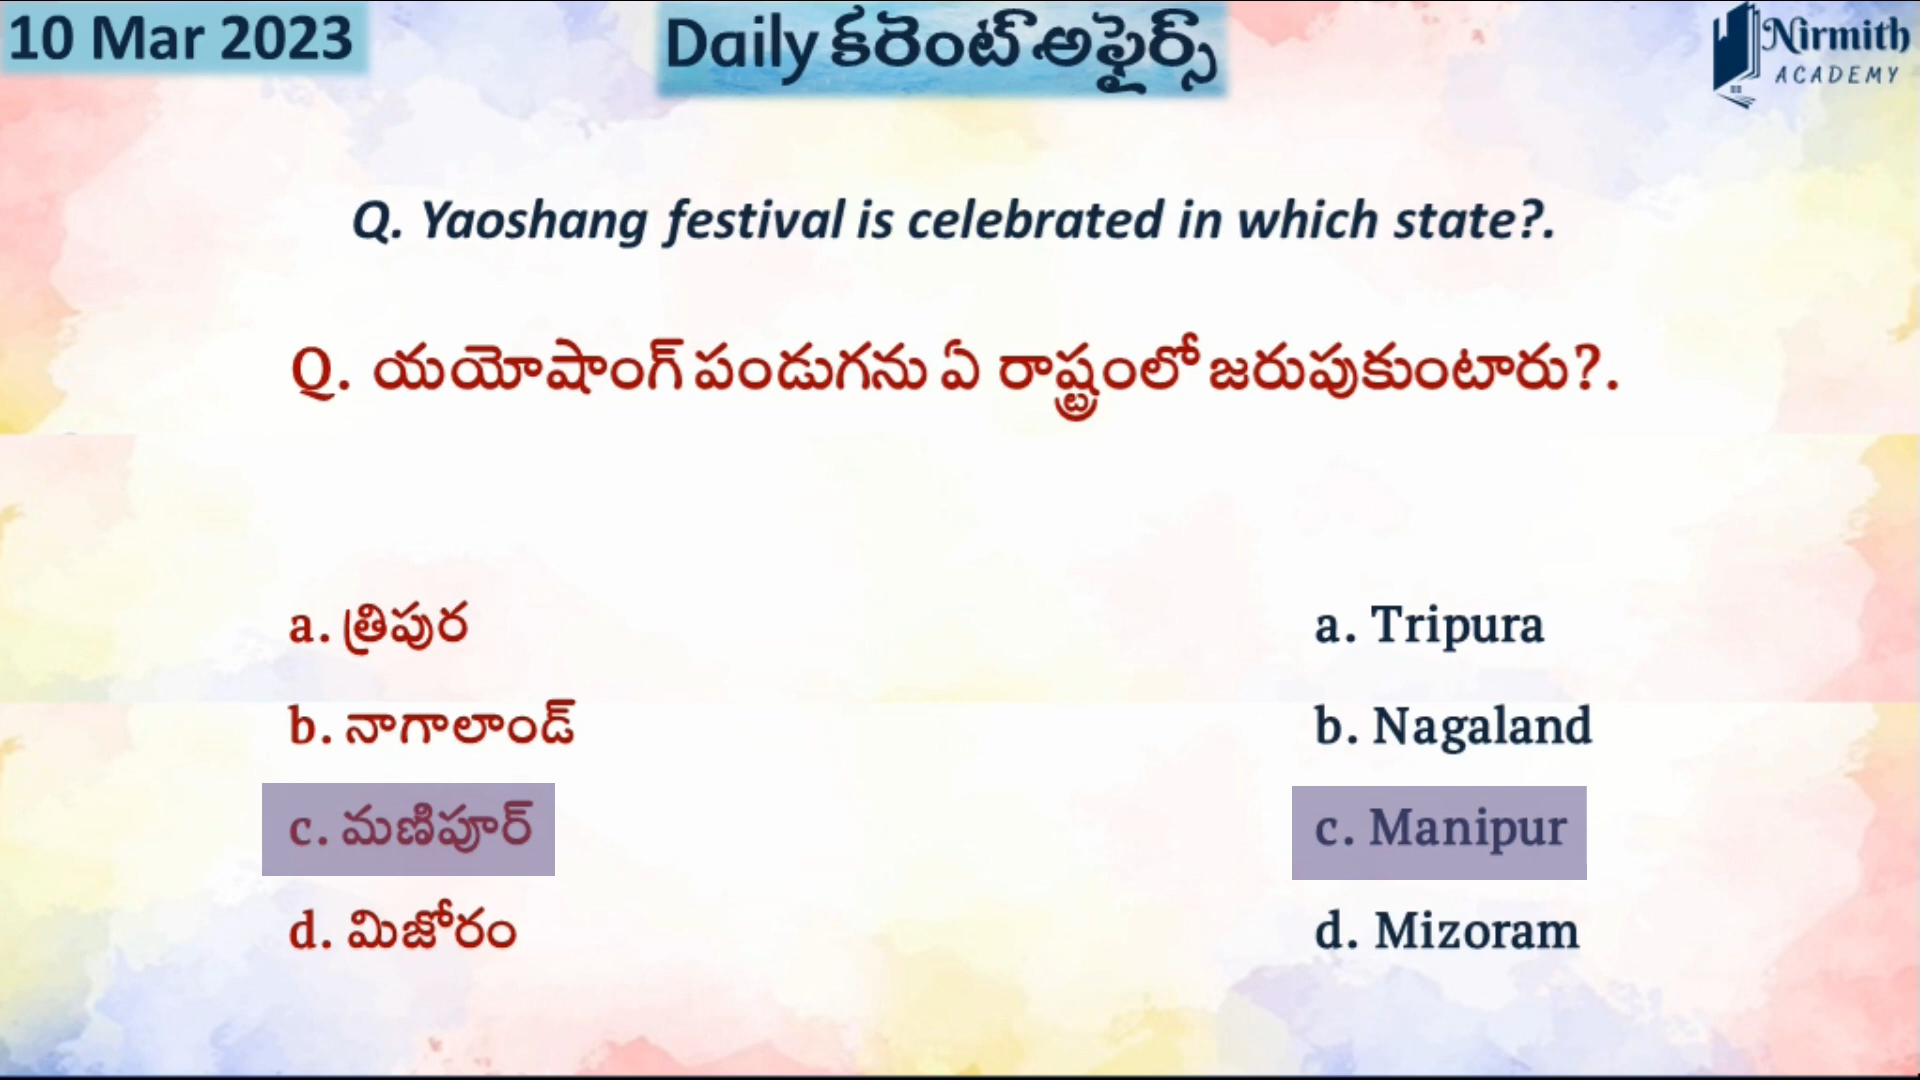 10 Mar 2023
Daily కరెంట్ అఫైర్స్
Nirmith
ACADEMY
Q. Yaoshang festival is celebrated in which state?.
Q. యయోషాంగ్ పండుగను ఏ రాష్ట్రంలో జరుపుకుంటారు?.
a. త్రిపుర
b. నాగాలాండ్
c. మణిపూర్
d. మిజోరం
a. Tripura
b. Nagaland
c. Manipur
d. Mizoram